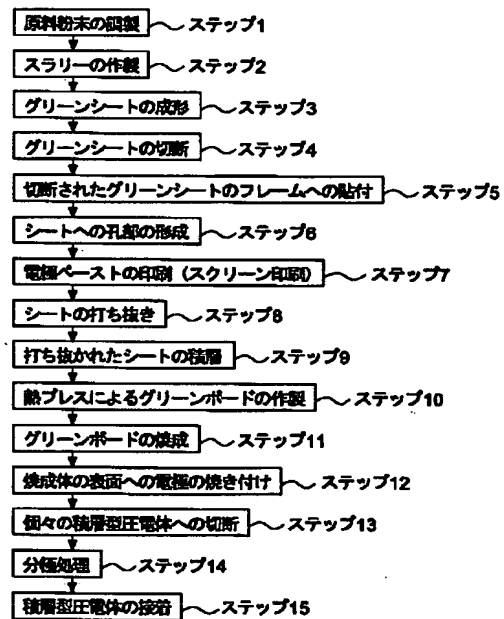 原料粉末の調製 ステップ1
スラリーの作製 ステップ2
グリーンシートの成形 ステップ3
グリーンシートの切断 ステップ4
切断されたグリーンシートのフレームへの貼付 ステップ5
シートへの孔部の形成 ステップ6
電極ペーストの印刷（スクリーン印刷） ステップ7
シートの打ち抜き ステップ8
打ち抜かれたシートの積層 ステップ9
熱プレスによるグリーンボードの作製 ステップ10
グリーンボードの焼成 ステップ11
焼成体の表面への電極の焼き付け ステップ12
個々の積層型圧電体への切断 ステップ13
分極処理 ステップ14
積層型圧電体の接着 ステップ15